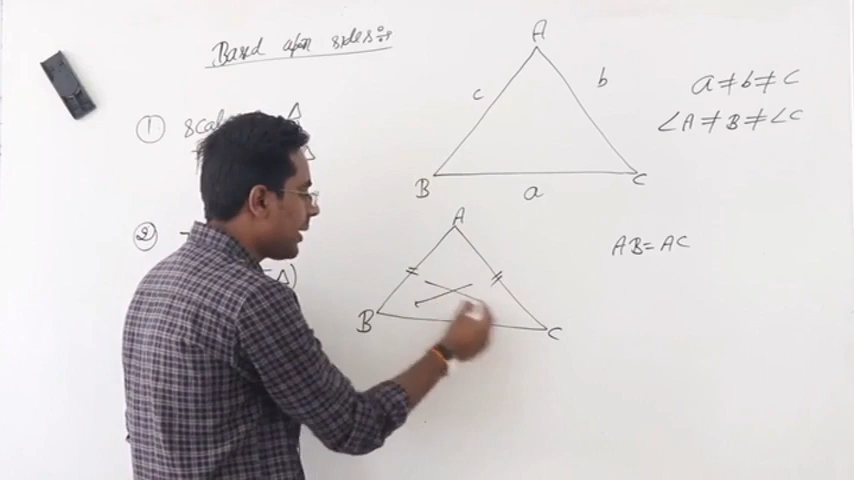 Based upon sides:
A
c
b
a ≠ b ≠ c
∠A ≠ B ≠ ∠C
① Δ
B
a
C
②
A
AB = AC
B
C